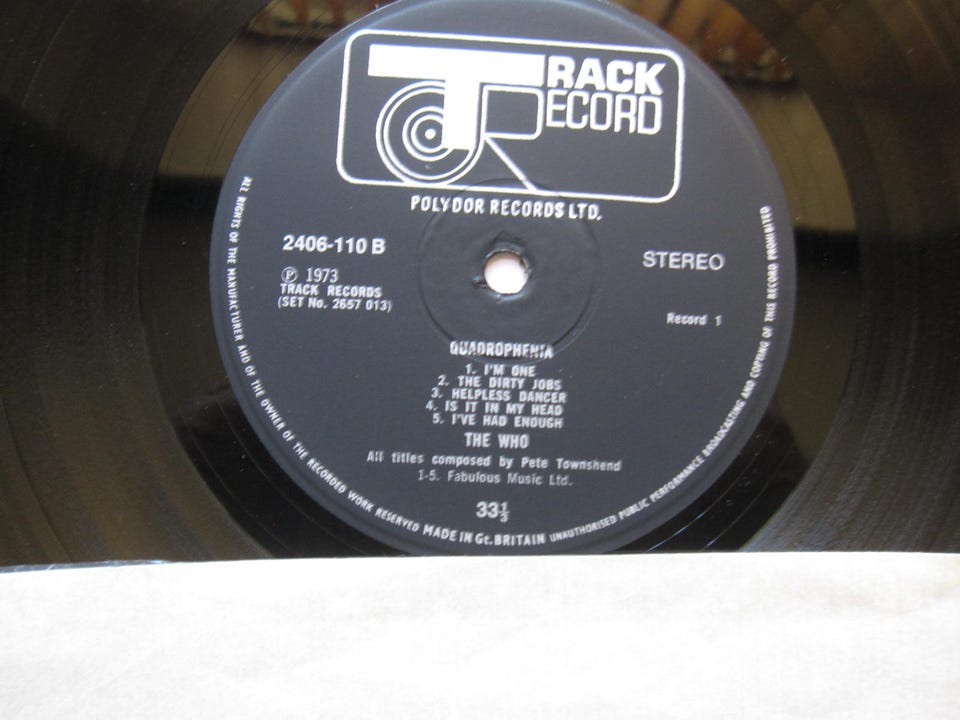 TRACK
RECORD
POLYDOR RECORDS LTD.
2406-110 B
STEREO
Ⓟ 1973
TRACK RECORDS
(SET No. 2657 013)
Record 1
QUADROPHENIA
1. I'M ONE
2. THE DIRTY JOBS
3. HELPLESS DANCER
4. IS IT IN MY HEAD
5. I'VE HAD ENOUGH
THE WHO
All titles composed by Pete Townshend
1-5. Fabulous Music Ltd.
33⅓
ALL RIGHTS OF THE MANUFACTURER AND OF THE OWNER OF THE RECORDED WORK RESERVED MADE IN Gt. BRITAIN UNAUTHORISED PUBLIC PERFORMANCE BROADCASTING AND COPYING OF THIS RECORD PROHIBITED